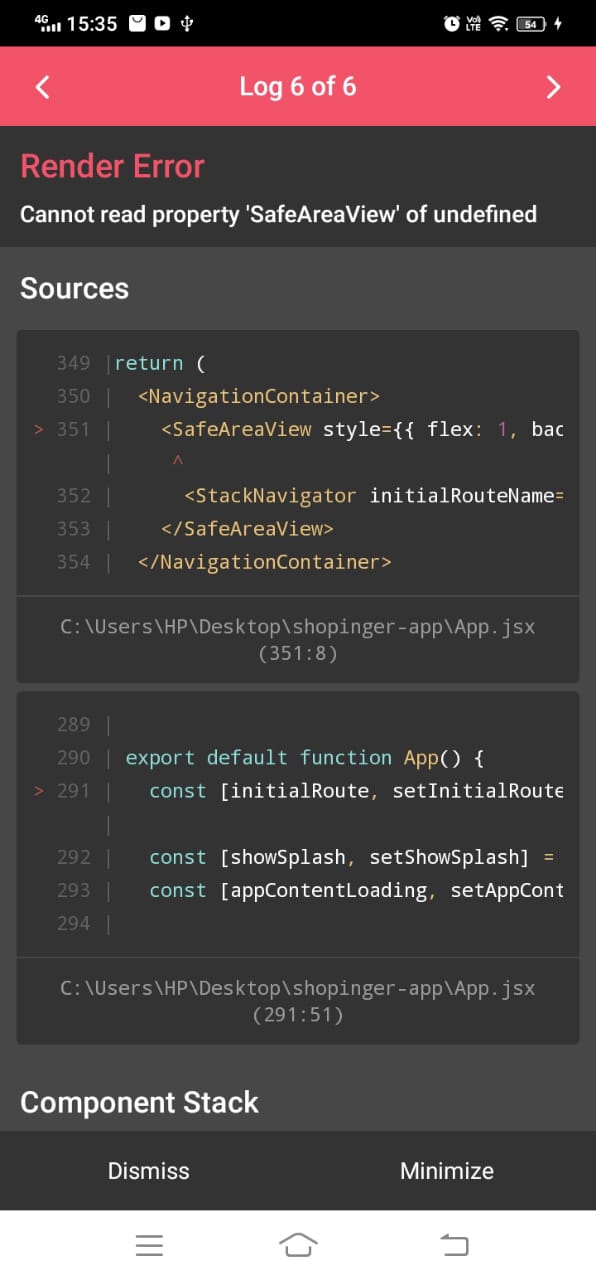 4G 15:35 VoI) LTE 54
Log 6 of 6
Render Error
Cannot read property 'SafeAreaView' of undefined
Sources
349 |return (
350 |  <NavigationContainer>
> 351 |    <SafeAreaView style={{ flex: 1, bac
|     ^
352 |      <StackNavigator initialRouteName=
353 |    </SafeAreaView>
354 |  </NavigationContainer>
C:\Users\HP\Desktop\shopinger-app\App.jsx
(351:8)
289 |
290 | export default function App() {
> 291 |   const [initialRoute, setInitialRoute
|
292 |   const [showSplash, setShowSplash] =
293 |   const [appContentLoading, setAppCont
294 |
C:\Users\HP\Desktop\shopinger-app\App.jsx
(291:51)
Component Stack
Dismiss Minimize